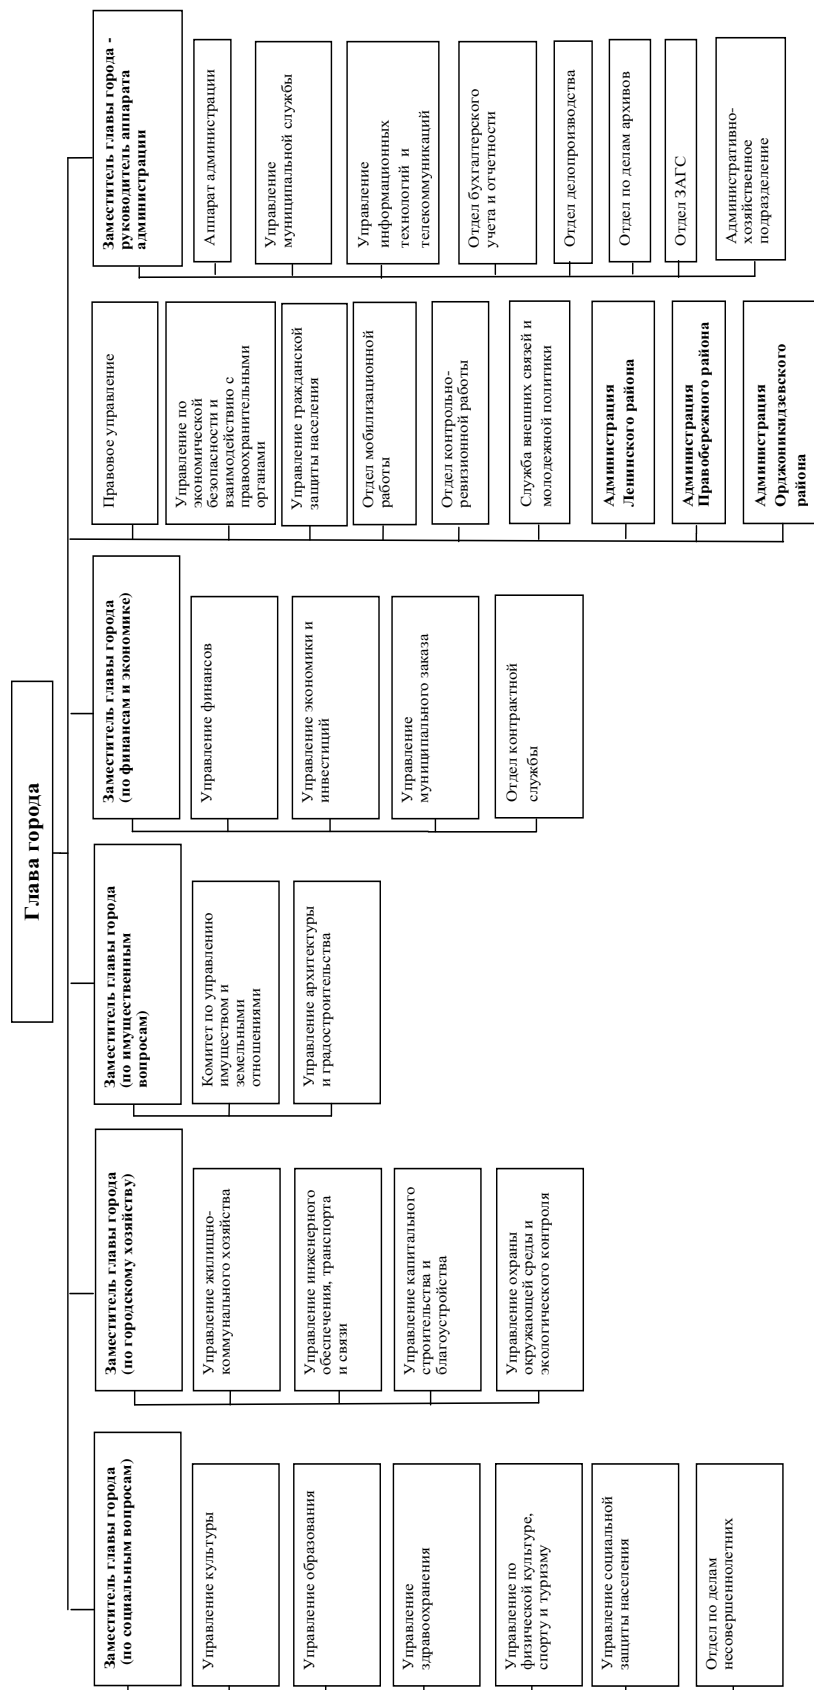 Глава города
Заместитель главы города
(по социальным вопросам)
Управление культуры
Управление образования
Управление
здравоохранения
Управление по
физической культуре,
спорту и туризму
Управление социальной
защиты населения
Отдел по делам
несовершеннолетних
Заместитель главы города
(по городскому хозяйству)
Управление жилищно-
коммунального хозяйства
Управление инженерного
обеспечения, транспорта
и связи
Управление капитального
строительства и
благоустройства
Управление охраны
окружающей среды и
экологического контроля
Заместитель главы города
(по имущественным
вопросам)
Комитет по управлению
имуществом и
земельными
отношениями
Управление архитектуры
и градостроительства
Заместитель главы города
(по финансам и экономике)
Управление финансов
Управление экономики и
инвестиций
Управление
муниципального заказа
Отдел контрактной
службы
Правовое управление
Управление по
экономической
безопасности и
взаимодействию с
правоохранительными
органами
Управление гражданской
защиты населения
Отдел мобилизационной
работы
Отдел контрольно-
ревизионной работы
Служба внешних связей и
молодежной политики
Администрация
Ленинского района
Администрация
Правобережного района
Администрация
Орджоникидзевского
района
Заместитель главы города -
руководитель аппарата
администрации
Аппарат администрации
Управление
муниципальной службы
Управление
информационных
технологий и
телекоммуникаций
Отдел бухгалтерского
учета и отчетности
Отдел делопроизводства
Отдел по делам архивов
Отдел ЗАГС
Административно-
хозяйственное
подразделение